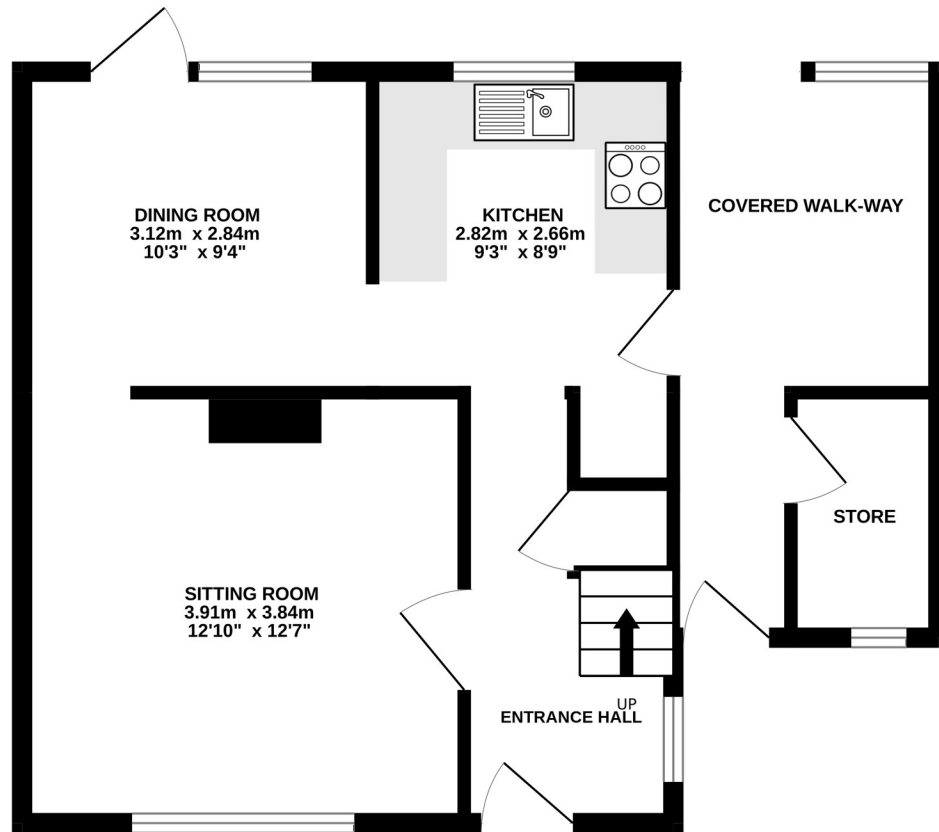 DINING ROOM
3.12m x 2.84m
10'3" x 9'4"
KITCHEN
2.82m x 2.66m
9'3" x 8'9"
COVERED WALK-WAY
STORE
SITTING ROOM
3.91m x 3.84m
12'10" x 12'7"
UP
ENTRANCE HALL